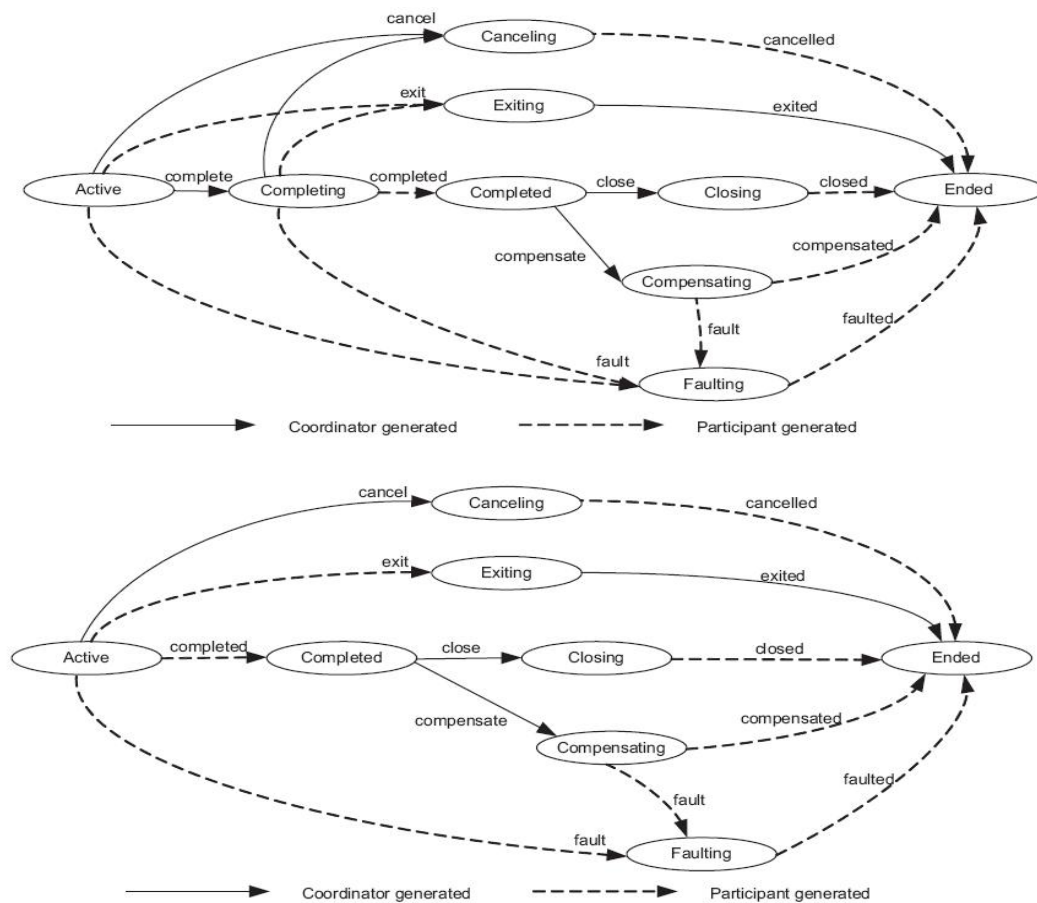 cancel
Canceling
cancelled
exit
Exiting
exited
Active
complete
Completing
completed
Completed
close
Closing
closed
Ended
compensate
Compensating
compensated
fault
faulted
fault
Faulting
Coordinator generated
Participant generated
cancel
Canceling
cancelled
exit
Exiting
exited
Active
completed
Completed
close
Closing
closed
Ended
compensate
Compensating
compensated
fault
faulted
fault
Faulting
Coordinator generated
Participant generated